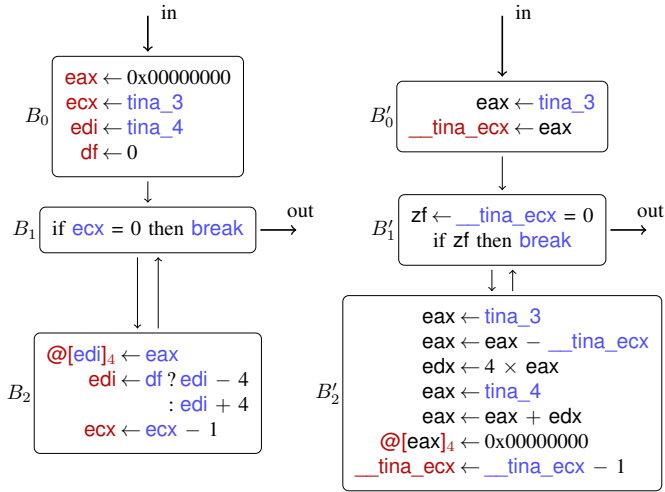 in
B₀
eax ← 0x00000000
ecx ← tina_3
edi ← tina_4
df ← 0
B₁
if ecx = 0 then break
out
B₂
@[edi]₄ ← eax
edi ← df ? edi − 4
: edi + 4
ecx ← ecx − 1
in
B′₀
eax ← tina_3
__tina_ecx ← eax
B′₁
zf ← __tina_ecx = 0
if zf then break
out
B′₂
eax ← tina_3
eax ← eax − __tina_ecx
edx ← 4 × eax
eax ← tina_4
eax ← eax + edx
@[eax]₄ ← 0x00000000
__tina_ecx ← __tina_ecx − 1